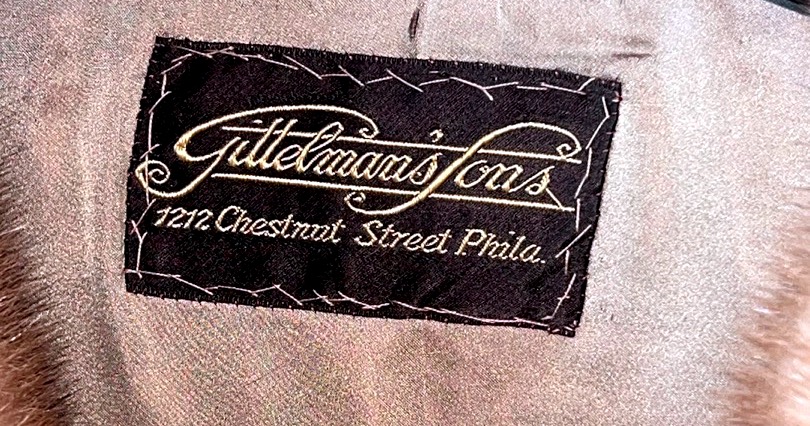 Gittelman's Sons
1212 Chestnut Street Phila.